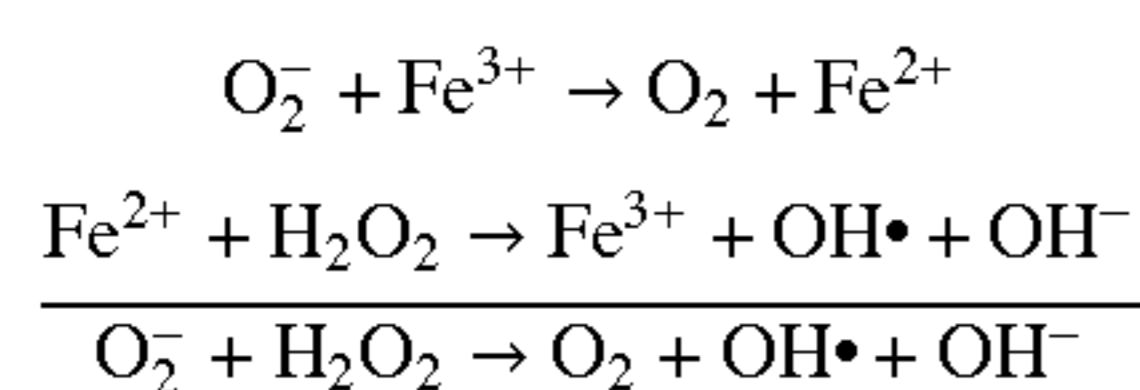 O₂⁻ + Fe³⁺ → O₂ + Fe²⁺
Fe²⁺ + H₂O₂ → Fe³⁺ + OH• + OH⁻
O₂⁻ + H₂O₂ → O₂ + OH• + OH⁻